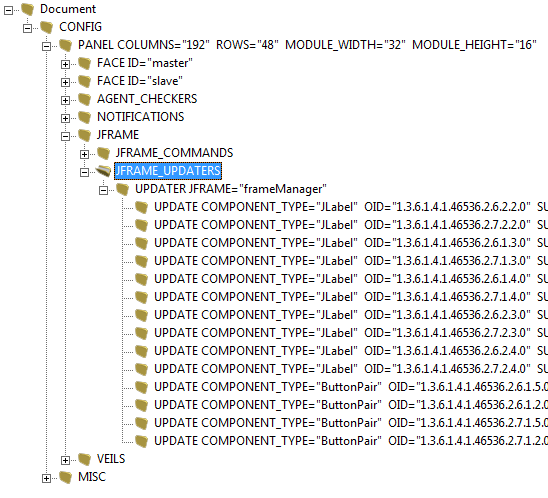 Document
CONFIG
PANEL COLUMNS="192" ROWS="48" MODULE_WIDTH="32" MODULE_HEIGHT="16"
FACE ID="master"
FACE ID="slave"
AGENT_CHECKERS
NOTIFICATIONS
JFRAME
JFRAME_COMMANDS
JFRAME_UPDATERS
UPDATER JFRAME="frameManager"
UPDATE COMPONENT_TYPE="JLabel" OID="1.3.6.1.4.1.46536.2.6.2.2.0" SU
UPDATE COMPONENT_TYPE="JLabel" OID="1.3.6.1.4.1.46536.2.7.2.2.0" SU
UPDATE COMPONENT_TYPE="JLabel" OID="1.3.6.1.4.1.46536.2.6.1.3.0" SU
UPDATE COMPONENT_TYPE="JLabel" OID="1.3.6.1.4.1.46536.2.7.1.3.0" SU
UPDATE COMPONENT_TYPE="JLabel" OID="1.3.6.1.4.1.46536.2.6.1.4.0" SU
UPDATE COMPONENT_TYPE="JLabel" OID="1.3.6.1.4.1.46536.2.7.1.4.0" SU
UPDATE COMPONENT_TYPE="JLabel" OID="1.3.6.1.4.1.46536.2.6.2.3.0" SU
UPDATE COMPONENT_TYPE="JLabel" OID="1.3.6.1.4.1.46536.2.7.2.3.0" SU
UPDATE COMPONENT_TYPE="JLabel" OID="1.3.6.1.4.1.46536.2.6.2.4.0" SU
UPDATE COMPONENT_TYPE="JLabel" OID="1.3.6.1.4.1.46536.2.7.2.4.0" SU
UPDATE COMPONENT_TYPE="ButtonPair" OID="1.3.6.1.4.1.46536.2.6.1.5.0
UPDATE COMPONENT_TYPE="ButtonPair" OID="1.3.6.1.4.1.46536.2.6.1.2.0
UPDATE COMPONENT_TYPE="ButtonPair" OID="1.3.6.1.4.1.46536.2.7.1.5.0
UPDATE COMPONENT_TYPE="ButtonPair" OID="1.3.6.1.4.1.46536.2.7.1.2.0
VEILS
MISC